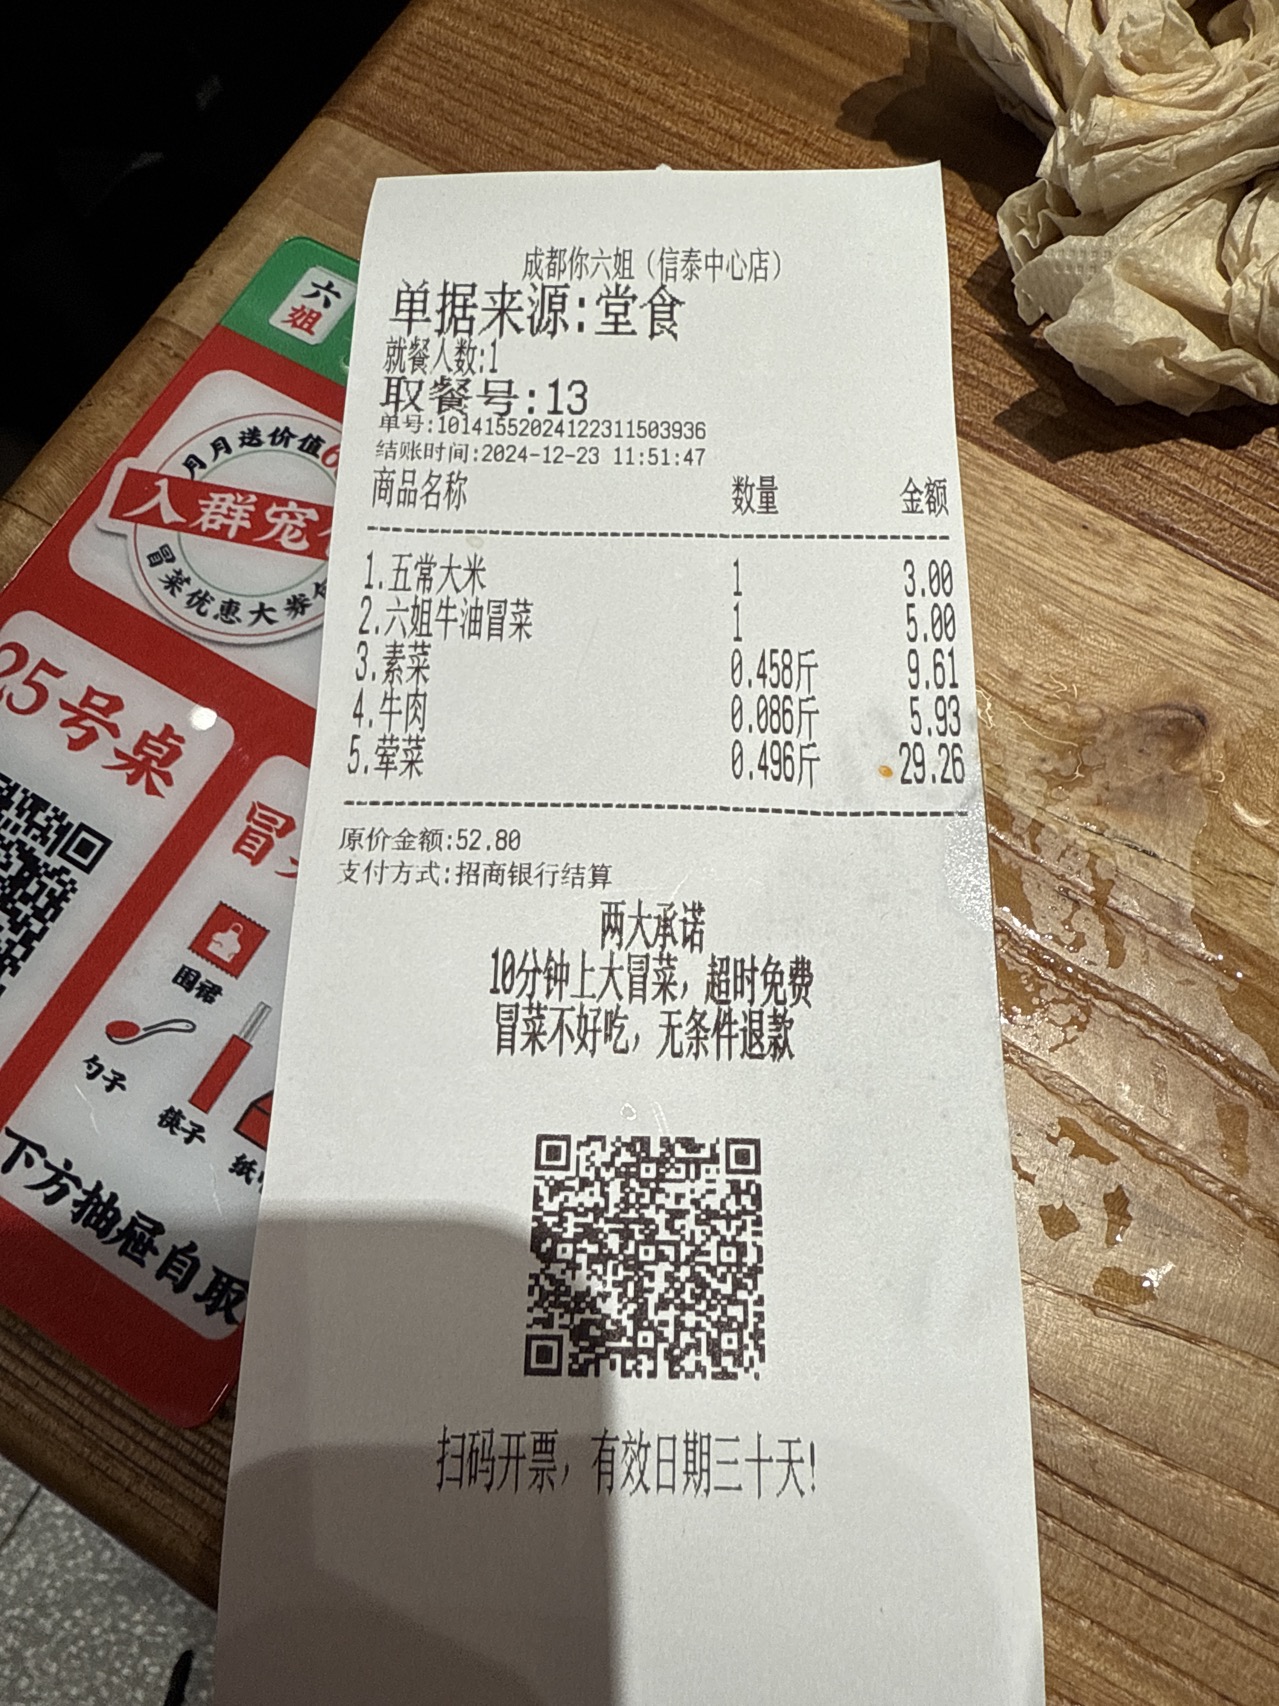 成都你六姐（信泰中心店）
单据来源:堂食
就餐人数:1
取餐号:13
单号:10141552024122311503936
结账时间:2024-12-23 11:51:47
商品名称 数量 金额
1.五常大米 1 3.00
2.六姐牛油冒菜 1 5.00
3.素菜 0.458斤 9.61
4.牛肉 0.086斤 5.93
5.荤菜 0.496斤 29.26
原价金额:52.80
支付方式:招商银行结算
两大承诺
10分钟上大冒菜，超时免费
冒菜不好吃，无条件退款
扫码开票，有效日期三十天!
六
姐
月月送价值6
入群宠
冒菜优惠大券
25号桌
冒
围裙
勺子
筷子
纸
下方抽屉自取